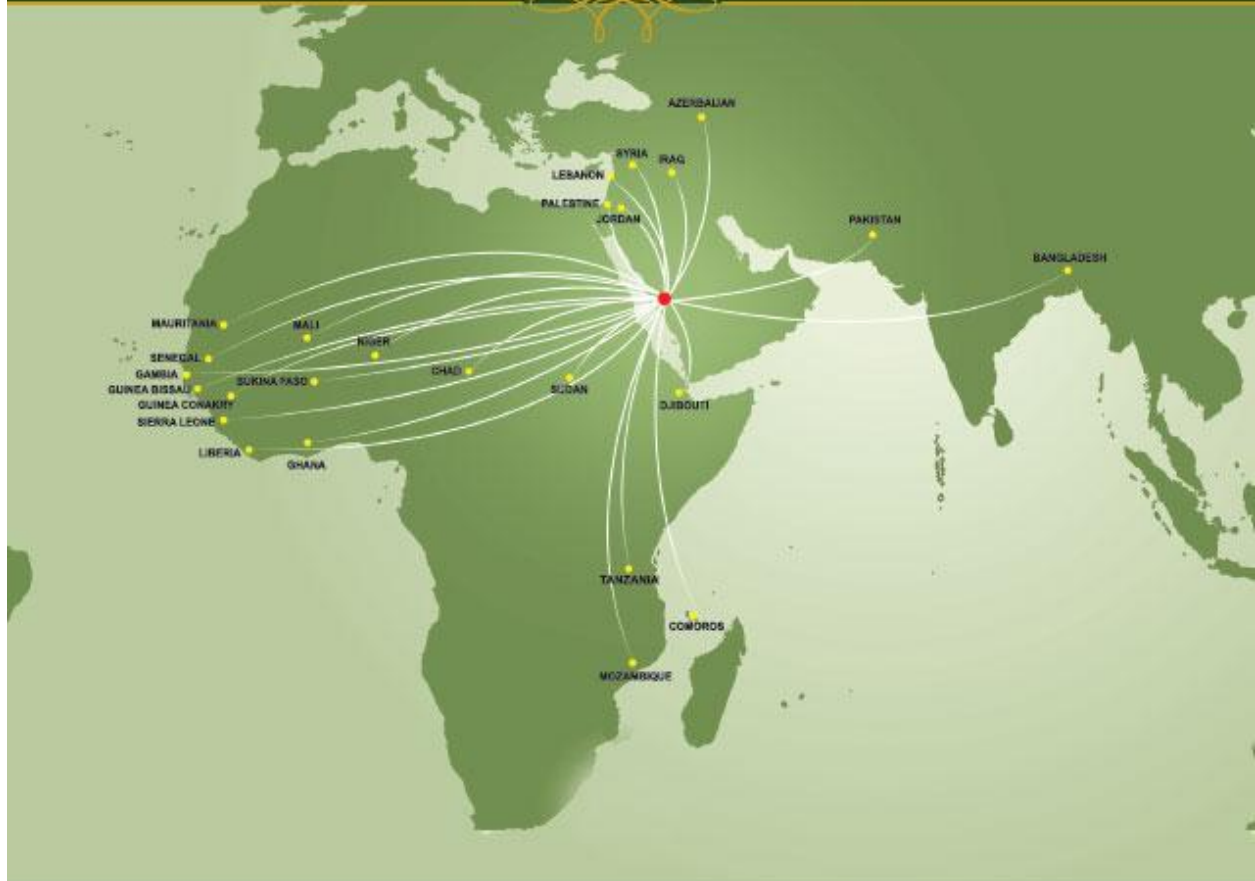 AZERBAIJAN
SYRIA
IRAQ
LEBANON
PALESTINE
JORDAN
PAKISTAN
BANGLADESH
MAURITANIA
MALI
NIGER
SENEGAL
CHAD
GAMBIA
SUDAN
GUINEA BISSAU
BUKINA FASO
GUINEA CONAKRY
DJIBOUTI
SIERRA LEONE
LIBERIA
GHANA
TANZANIA
COMOROS
MOZAMBIQUE